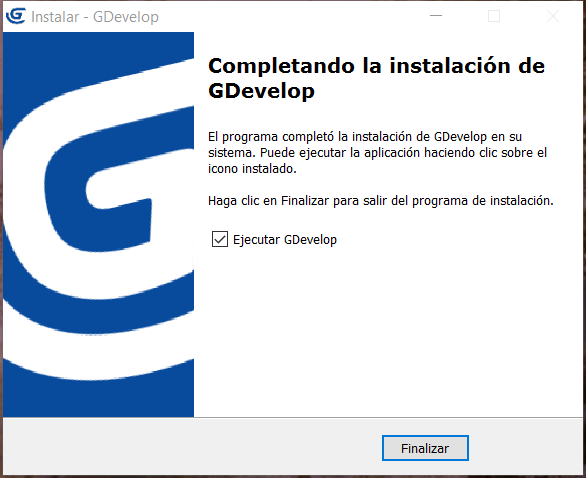 Instalar - GDevelop
Completando la instalación de
GDevelop
El programa completó la instalación de GDevelop en su
sistema. Puede ejecutar la aplicación haciendo clic sobre el
icono instalado.
Haga clic en Finalizar para salir del programa de instalación.
Ejecutar GDevelop
Finalizar